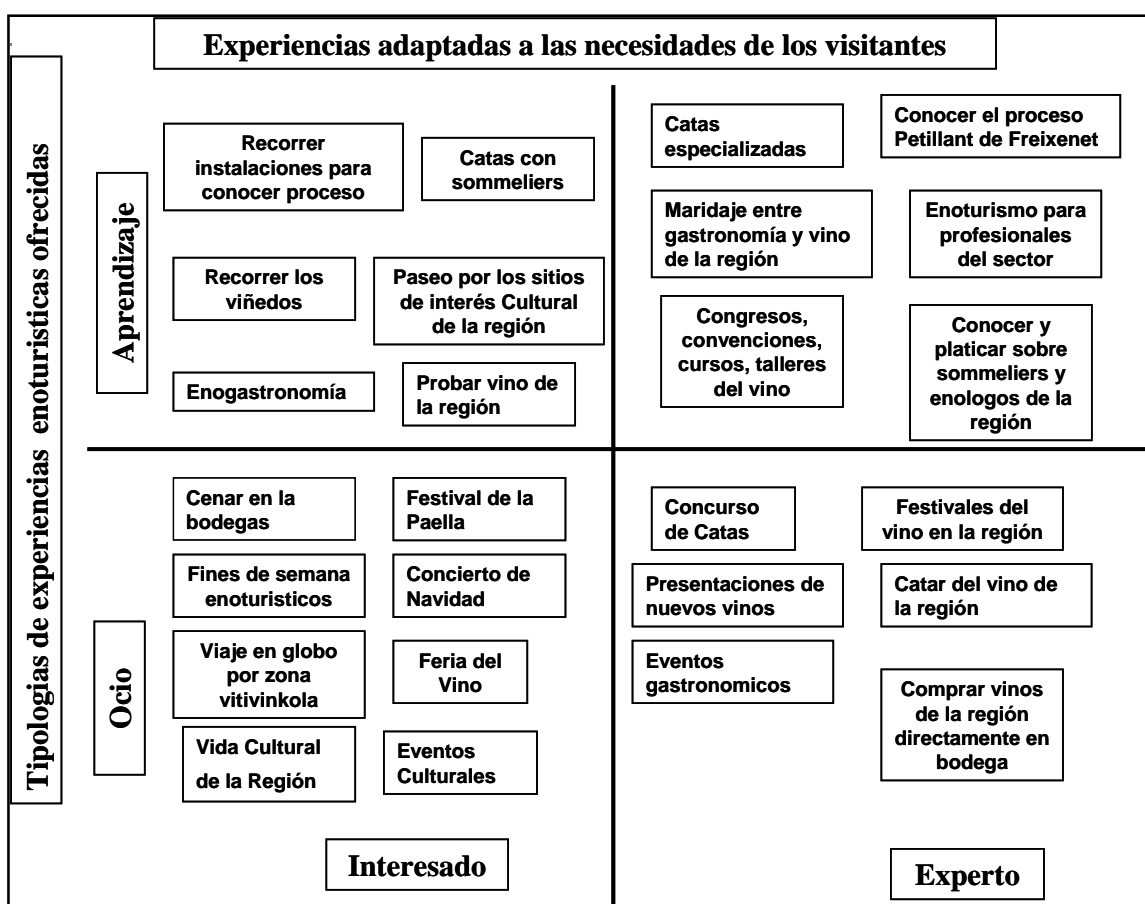 Experiencias adaptadas a las necesidades de los visitantes
Tipologias de experiencias enoturisticas ofrecidas
Aprendizaje
Recorrer
instalaciones para
conocer proceso
Catas con
sommeliers
Recorrer los
viñedos
Paseo por los sitios
de interés Cultural
de la región
Enogastronomía
Probar vino de
la región
Catas
especializadas
Conocer el proceso
Petillant de Freixenet
Maridaje entre
gastronomía y vino
de la región
Enoturismo para
profesionales
del sector
Congresos,
convenciones,
cursos, talleres
del vino
Conocer y
platicar sobre
sommeliers y
enologos de la
región
Ocio
Cenar en la
bodegas
Festival de la
Paella
Fines de semana
enoturisticos
Concierto de
Navidad
Viaje en globo
por zona
vitivinkola
Feria del
Vino
Vida Cultural
de la Región
Eventos
Culturales
Concurso
de Catas
Festivales del
vino en la región
Presentaciones de
nuevos vinos
Catar del vino de
la región
Eventos
gastronomicos
Comprar vinos
de la región
directamente en
bodega
Interesado
Experto